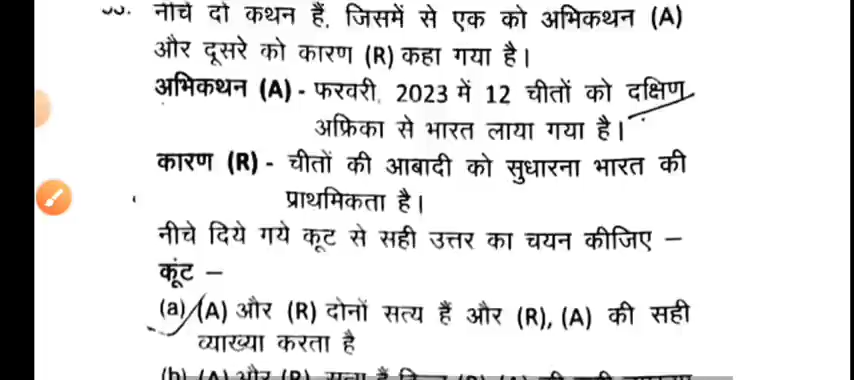 नीचे दो कथन हैं, जिसमें से एक को अभिकथन (A)
और दूसरे को कारण (R) कहा गया है।
अभिकथन (A) - फरवरी, 2023 में 12 चीतों को दक्षिण
अफ्रिका से भारत लाया गया है।
कारण (R) - चीतों की आबादी को सुधारना भारत की
प्राथमिकता है।
नीचे दिये गये कूट से सही उत्तर का चयन कीजिए –
कूंट –
(a) (A) और (R) दोनों सत्य हैं और (R), (A) की सही
व्याख्या करता है
(b) (A) और (R)